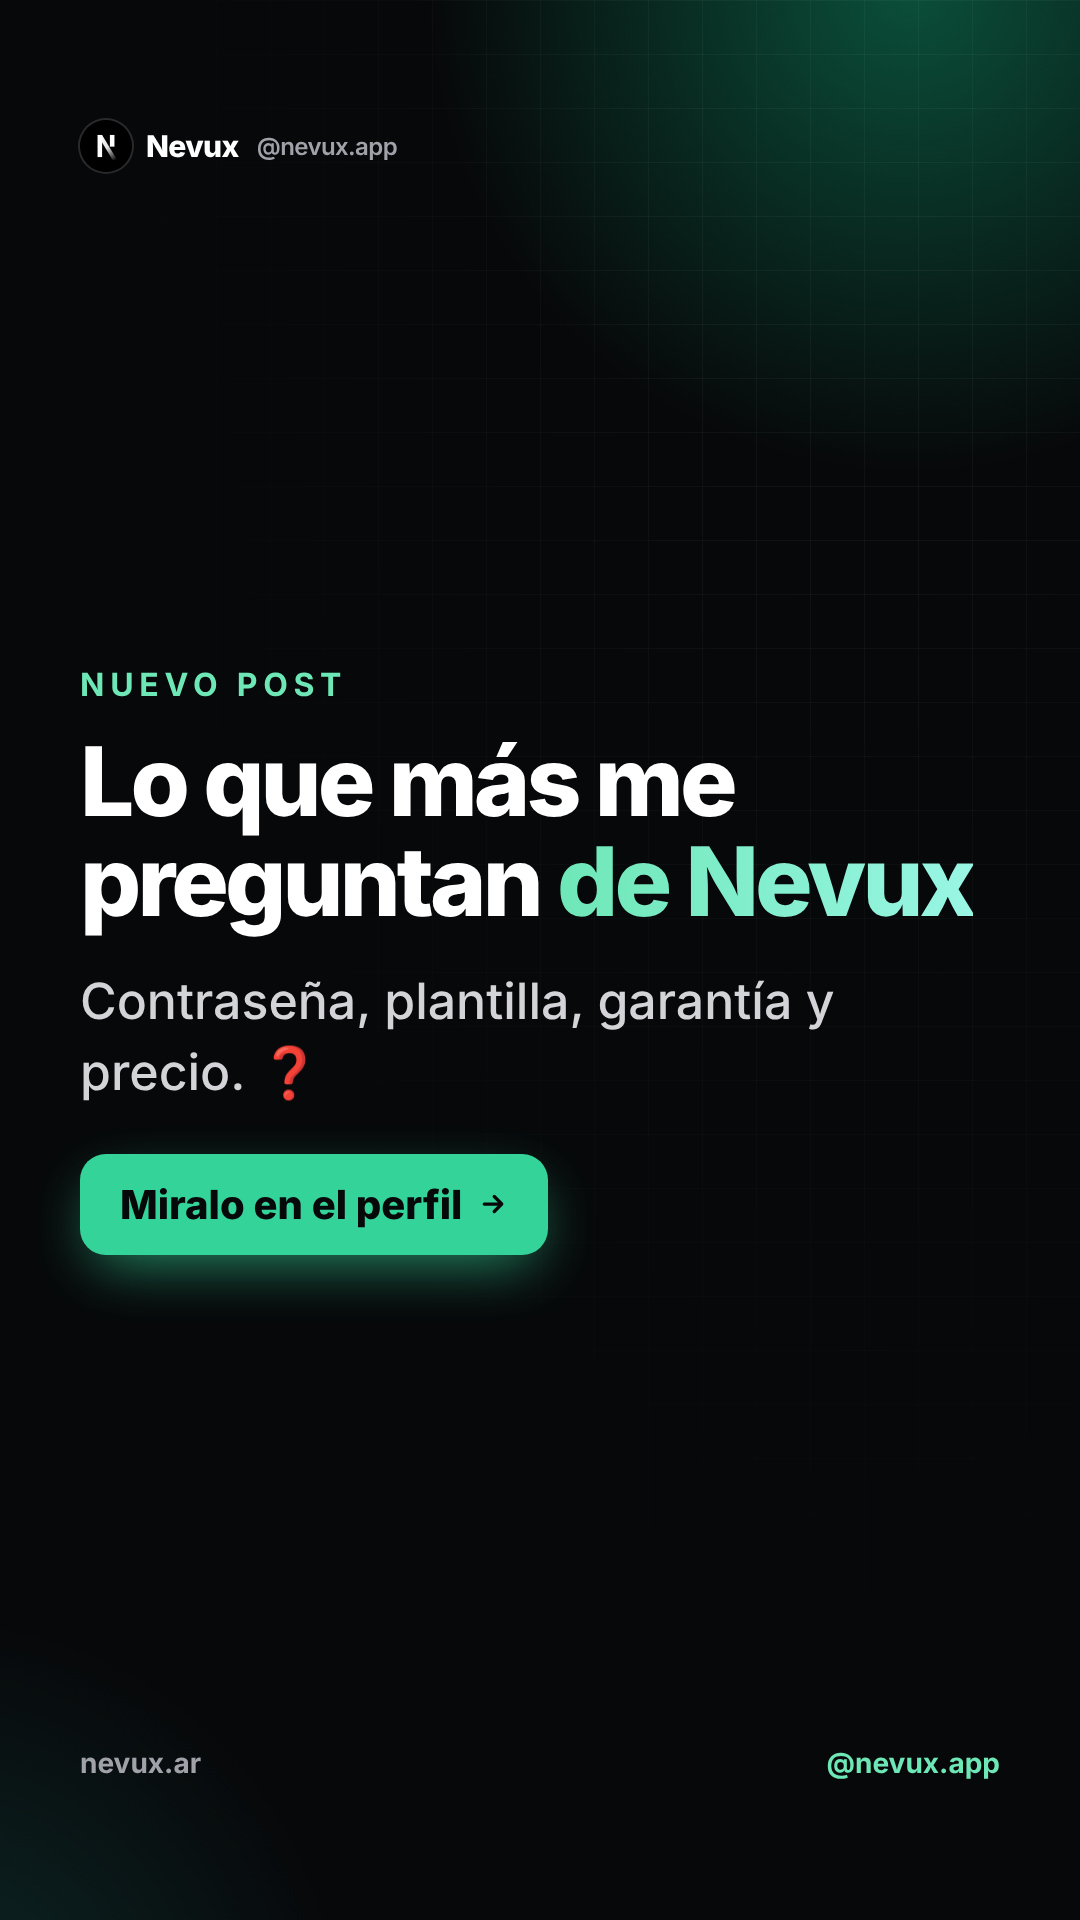 N Nevux @nevux.app
NUEVO POST
Lo que más me
preguntan de Nevux
Contraseña, plantilla, garantía y
precio. ❓
Miralo en el perfil →
nevux.ar
@nevux.app